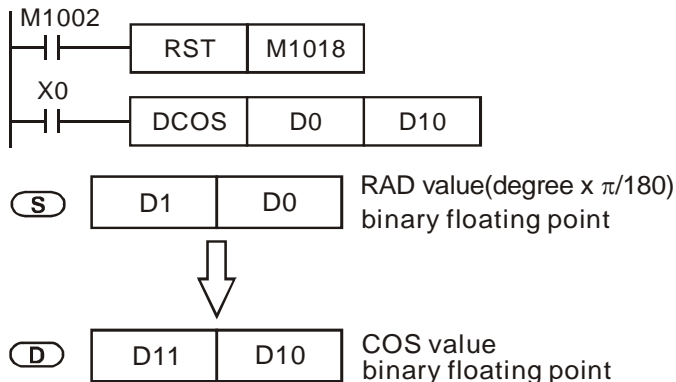 M1002
RST M1018
X0
DCOS D0 D10
S D1 D0 RAD value(degree x π/180)
binary floating point
D D11 D10 COS value
binary floating point